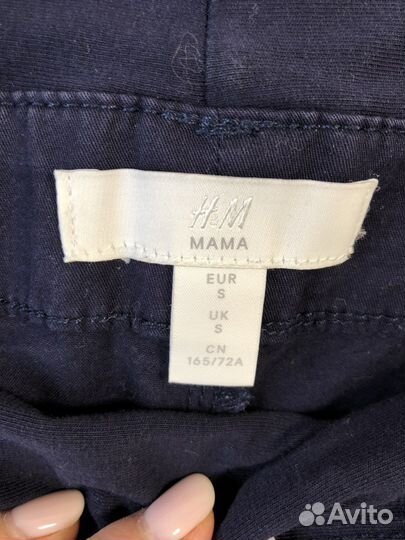 H&M
MAMA
EUR
S
UK
S
CN
165/72A
Avito